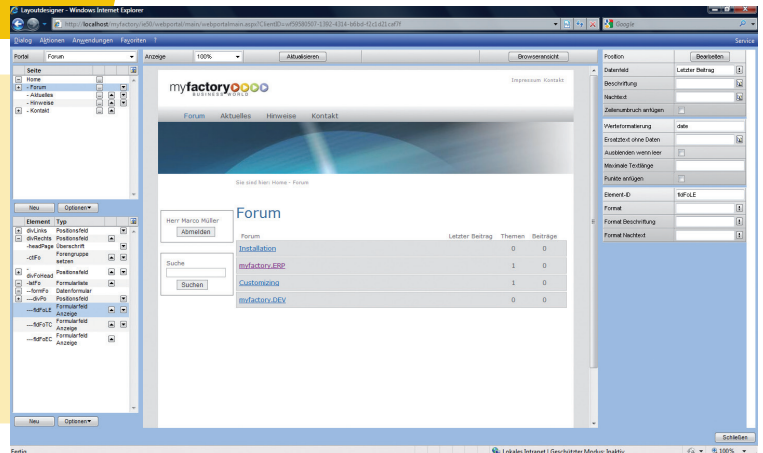 Layoutdesigner - Windows Internet Explorer
Google
Dialog Aktionen Anwendungen Favoriten ?
Service
Portal Forum
Anzeige 100% Aktualisieren Browseransicht
Seite
Home
- Forum
- Aktuelles
- Hinweise
- Kontakt
Neu Optionen
Element Typ
divLinks Positionsfeld
divRechts Positionsfeld
-headPage Überschrift
-ctlFo Forengruppe setzen
- divFoHead Positionsfeld
-lstFo Formularliste
--formFo Datenformular
---divPo Positionsfeld
---fldFoLE Formularfeld Anzeige
---fldFoTC Formularfeld Anzeige
---fldFoEC Formularfeld Anzeige
Neu Optionen
myfactory
BUSINESS WORLD
Impressum Kontakt
Forum Aktuelles Hinweise Kontakt
Sie sind hier: Home - Forum
Herr Marco Müller
Abmelden
Suche
Suchen
Forum
Forum Letzter Beitrag Themen Beiträge
Installation 0 0
myfactory.ERP 1 0
Customizing 1 0
myfactory.DEV 0 0
Position Bearbeiten
Datenfeld Letzter Beitrag
Beschriftung
Nachtext
Zeilenumbruch anfügen
Werteformatierung date
Ersatztext ohne Daten
Ausblenden wenn leer
Maximale Textlänge
Punkte anfügen
Element-ID fldFoLE
Format
Format Beschriftung
Format Nachtext
Schließen
Fertig
Lokales Intranet | Geschützter Modus: Inaktiv
100%